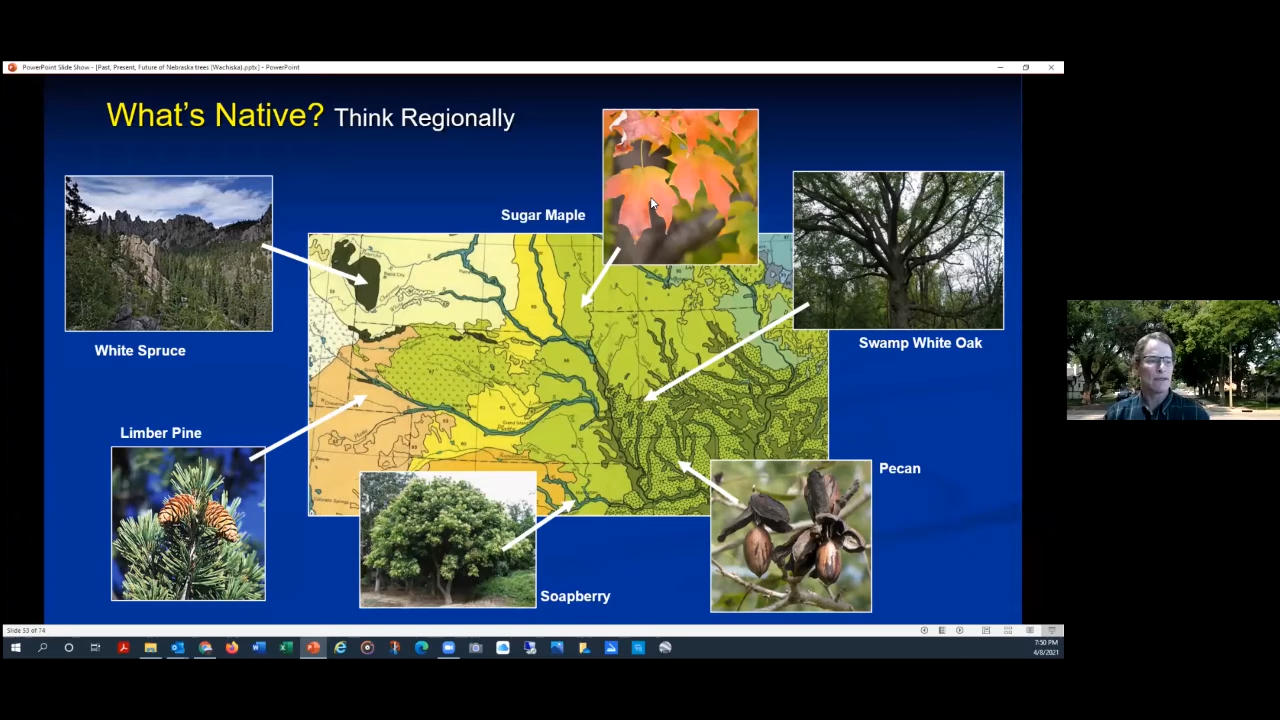 PowerPoint Slide Show - [Past, Present, Future of Nebraska trees (Wachiska).pptx] - PowerPoint
What's Native? Think Regionally
Sugar Maple
White Spruce
Swamp White Oak
Limber Pine
Pecan
Soapberry
Slide 53 of 74
7:50 PM
4/8/2021